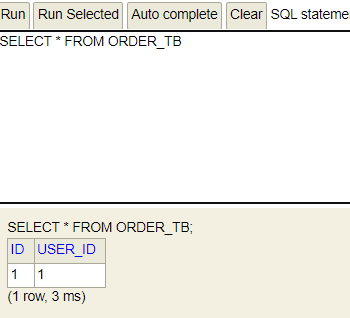 Run Run Selected Auto complete Clear SQL stateme
SELECT * FROM ORDER_TB
SELECT * FROM ORDER_TB;
ID USER_ID
1 1
(1 row, 3 ms)